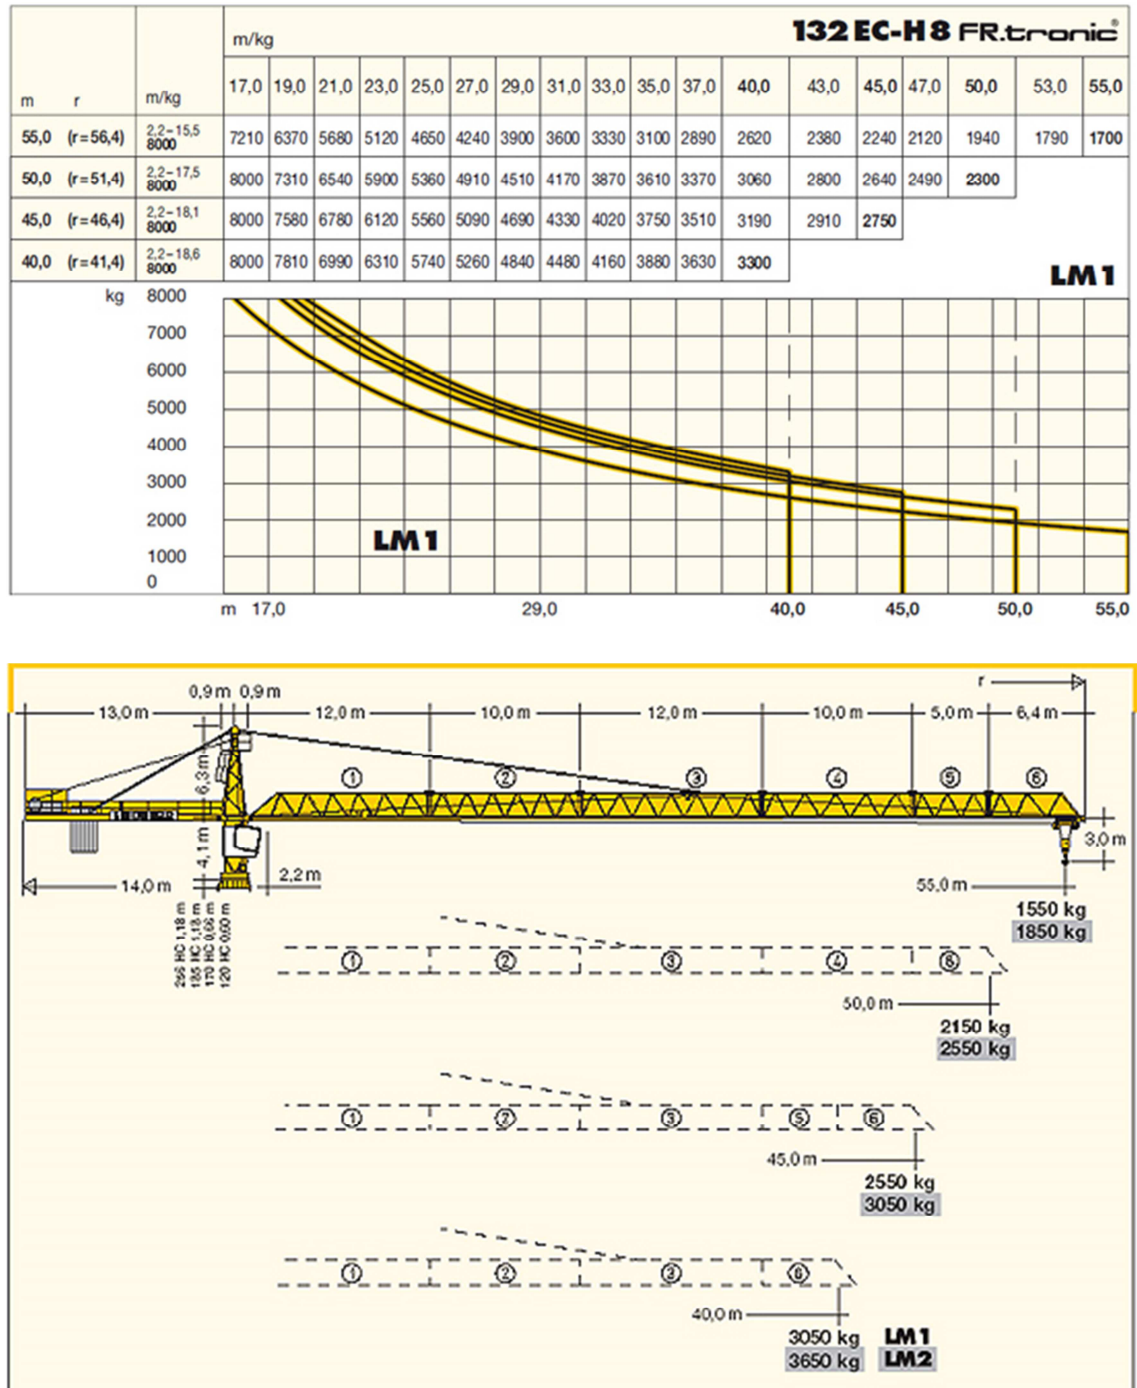 132 EC-H 8 FR.tronic®
m/kg
m r m/kg 17,0 19,0 21,0 23,0 25,0 27,0 29,0 31,0 33,0 35,0 37,0 40,0 43,0 45,0 47,0 50,0 53,0 55,0
55,0 (r=56,4) 2,2–15,5 8000 7210 6370 5680 5120 4650 4240 3900 3600 3330 3100 2890 2620 2380 2240 2120 1940 1790 1700
50,0 (r=51,4) 2,2–17,5 8000 8000 7310 6540 5900 5360 4910 4510 4170 3870 3610 3370 3060 2800 2640 2490 2300
45,0 (r=46,4) 2,2–18,1 8000 8000 7580 6780 6120 5560 5090 4690 4330 4020 3750 3510 3190 2910 2750
40,0 (r=41,4) 2,2–18,6 8000 8000 7810 6990 6310 5740 5260 4840 4480 4160 3880 3630 3300
LM 1
kg 8000
7000
6000
5000
4000
3000
2000
LM 1
1000
0
m 17,0 29,0 40,0 45,0 50,0 55,0
r
0,9 m 0,9 m
13,0 m 12,0 m 10,0 m 12,0 m 10,0 m 5,0 m 6,4 m
6,3 m
1 2 3 4 5 6
LIEBHERR
4,1 m
3,0 m
2,2 m
14,0 m 55,0 m
256 HC 1,18 m
185 HC 1,18 m
170 HC 0,66 m
120 HC 0,60 m
1550 kg
1850 kg
1 2 3 4 6
50,0 m
2150 kg
2550 kg
1 2 3 5 6
45,0 m
2550 kg
3050 kg
1 2 3 6
40,0 m
3050 kg LM 1
3650 kg LM 2